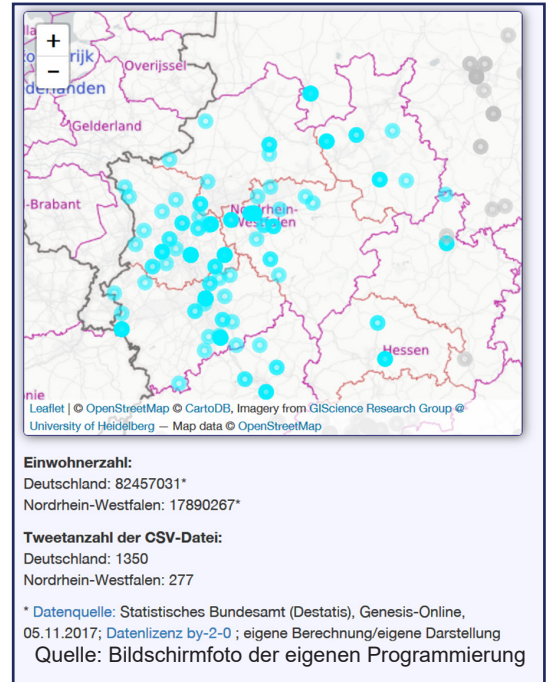 +
−
rijk
Overijssel
Gelderland
-Brabant
Nordrhein-
Westfalen
Hessen
nie
Leaflet | © OpenStreetMap © CartoDB, Imagery from GIScience Research Group @
University of Heidelberg — Map data © OpenStreetMap
Einwohnerzahl:
Deutschland: 82457031*
Nordrhein-Westfalen: 17890267*
Tweetanzahl der CSV-Datei:
Deutschland: 1350
Nordrhein-Westfalen: 277
* Datenquelle: Statistisches Bundesamt (Destatis), Genesis-Online,
05.11.2017; Datenlizenz by-2-0 ; eigene Berechnung/eigene Darstellung
Quelle: Bildschirmfoto der eigenen Programmierung